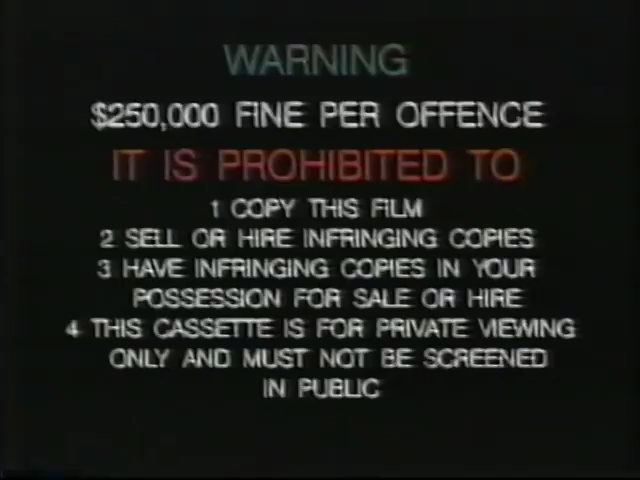 WARNING
$250,000 FINE PER OFFENCE
IT IS PROHIBITED TO
1 COPY THIS FILM
2 SELL OR HIRE INFRINGING COPIES
3 HAVE INFRINGING COPIES IN YOUR
POSSESSION FOR SALE OR HIRE
4 THIS CASSETTE IS FOR PRIVATE VIEWING
ONLY AND MUST NOT BE SCREENED
IN PUBLIC